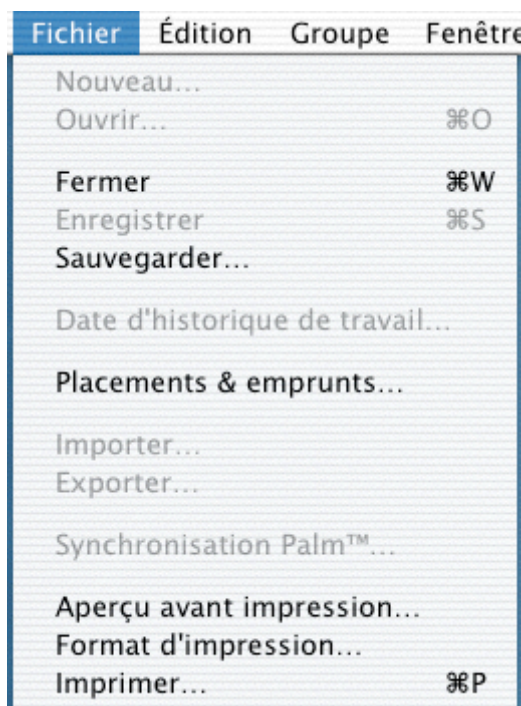 Fichier Édition Groupe Fenêtre
Nouveau...
Ouvrir... ⌘O
Fermer ⌘W
Enregistrer ⌘S
Sauvegarder...
Date d'historique de travail...
Placements & emprunts...
Importer...
Exporter...
Synchronisation Palm™...
Aperçu avant impression...
Format d'impression...
Imprimer... ⌘P